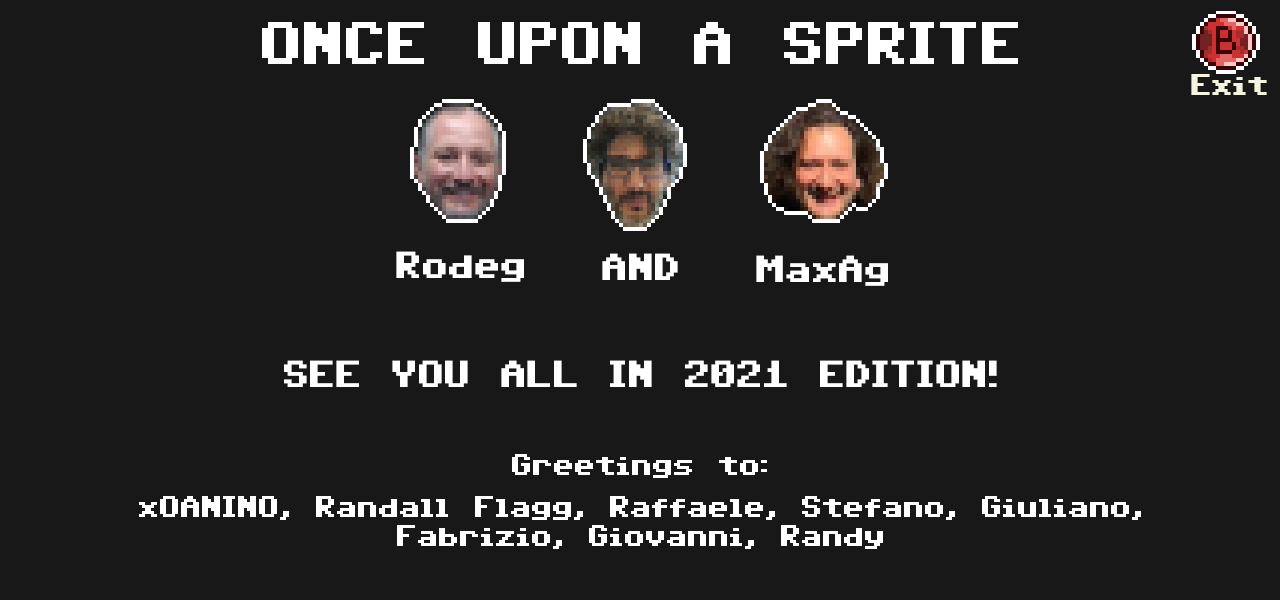 ONCE UPON A SPRITE
B
Exit
Rodeg AND MaxAg
SEE YOU ALL IN 2021 EDITION!
Greetings to:
xOANINO, Randall Flagg, Raffaele, Stefano, Giuliano,
Fabrizio, Giovanni, Randy